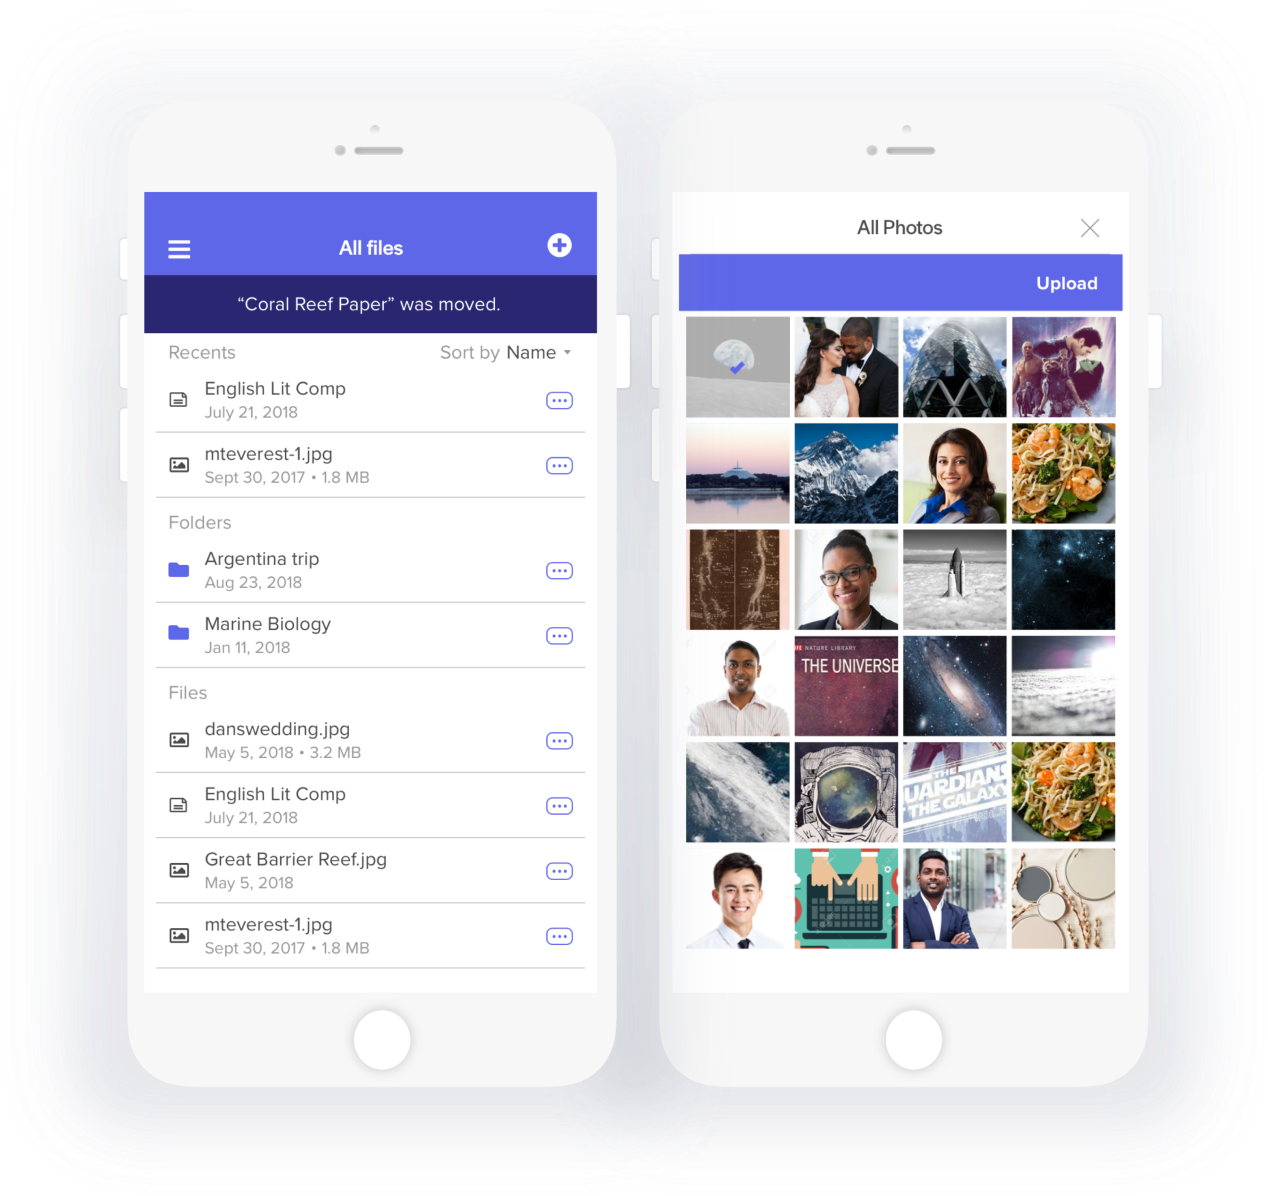 All files
“Coral Reef Paper” was moved.
Recents
Sort by Name
English Lit Comp
July 21, 2018
mteverest-1.jpg
Sept 30, 2017 • 1.8 MB
Folders
Argentina trip
Aug 23, 2018
Marine Biology
Jan 11, 2018
Files
danswedding.jpg
May 5, 2018 • 3.2 MB
English Lit Comp
July 21, 2018
Great Barrier Reef.jpg
May 5, 2018
mteverest-1.jpg
Sept 30, 2017 • 1.8 MB
All Photos
Upload
NATURE LIBRARY
THE UNIVERSE
THE
UARDIANS
THE GALAXY